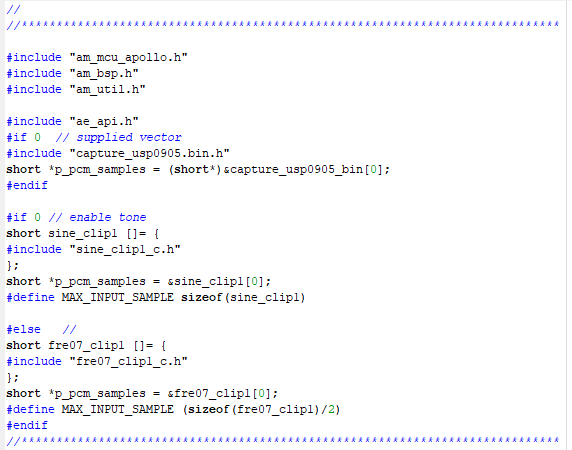 //
//*****************************************************************************
#include "am_mcu_apollo.h"
#include "am_bsp.h"
#include "am_util.h"
#include "ae_api.h"
#if 0  // supplied vector
#include "capture_usp0905.bin.h"
short *p_pcm_samples = (short*)&capture_usp0905_bin[0];
#endif
#if 0 // enable tone
short sine_clip1 []= {
#include "sine_clip1_c.h"
};
short *p_pcm_samples = &sine_clip1[0];
#define MAX_INPUT_SAMPLE sizeof(sine_clip1)
#else   //
short fre07_clip1 []= {
#include "fre07_clip1_c.h"
};
short *p_pcm_samples = &fre07_clip1[0];
#define MAX_INPUT_SAMPLE (sizeof(fre07_clip1)/2)
#endif
//*****************************************************************************